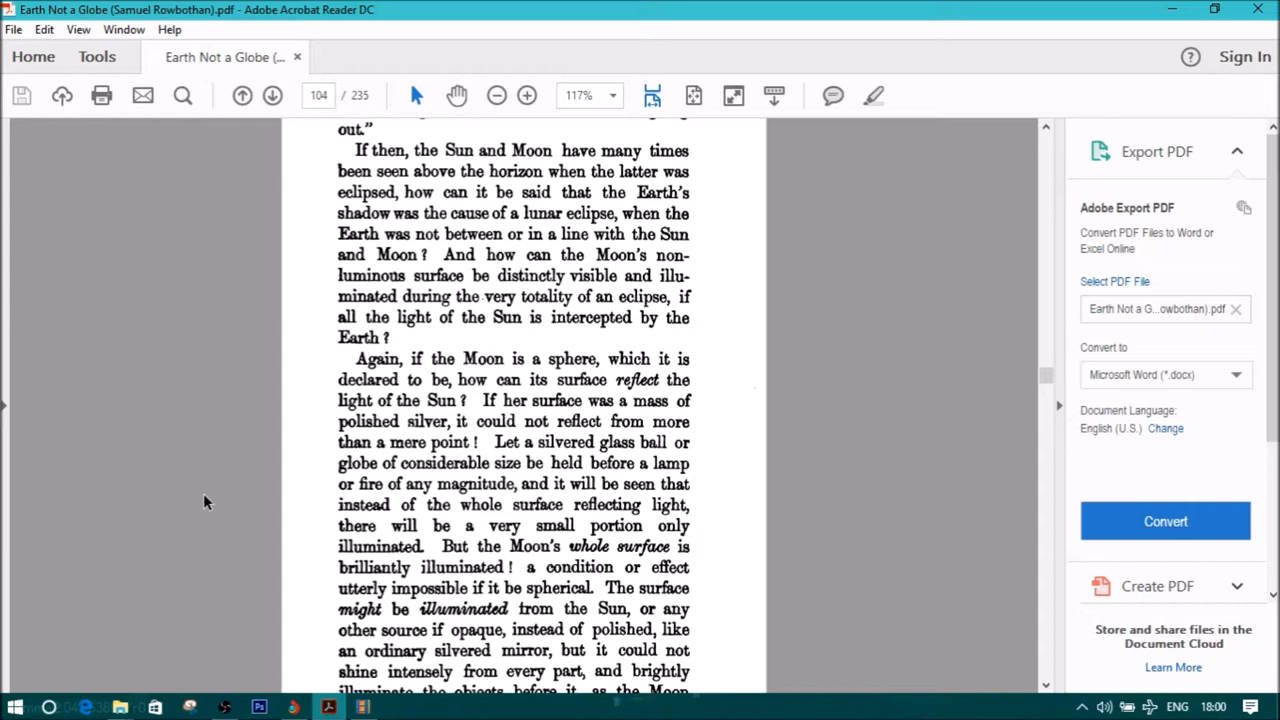 Earth Not a Globe (Samuel Rowbothan).pdf - Adobe Acrobat Reader DC
File Edit View Window Help
Home Tools Earth Not a Globe (... × Sign In
104 / 235 117%
out."
If then, the Sun and Moon have many times
been seen above the horizon when the latter was
eclipsed, how can it be said that the Earth's
shadow was the cause of a lunar eclipse, when the
Earth was not between or in a line with the Sun
and Moon? And how can the Moon's non-
luminous surface be distinctly visible and illu-
minated during the very totality of an eclipse, if
all the light of the Sun is intercepted by the
Earth?
Again, if the Moon is a sphere, which it is
declared to be, how can its surface reflect the
light of the Sun? If her surface was a mass of
polished silver, it could not reflect from more
than a mere point! Let a silvered glass ball or
globe of considerable size be held before a lamp
or fire of any magnitude, and it will be seen that
instead of the whole surface reflecting light,
there will be a very small portion only
illuminated. But the Moon's whole surface is
brilliantly illuminated! a condition or effect
utterly impossible if it be spherical. The surface
might be illuminated from the Sun, or any
other source if opaque, instead of polished, like
an ordinary silvered mirror, but it could not
shine intensely from every part, and brightly
illuminate the objects before it, as the Moon
Export PDF
Adobe Export PDF
Convert PDF Files to Word or
Excel Online
Select PDF File
Earth Not a G...owbothan).pdf
Convert to
Microsoft Word (*.docx)
Document Language:
English (U.S.) Change
Convert
Create PDF
Store and share files in the
Document Cloud
Learn More
ENG 18:00